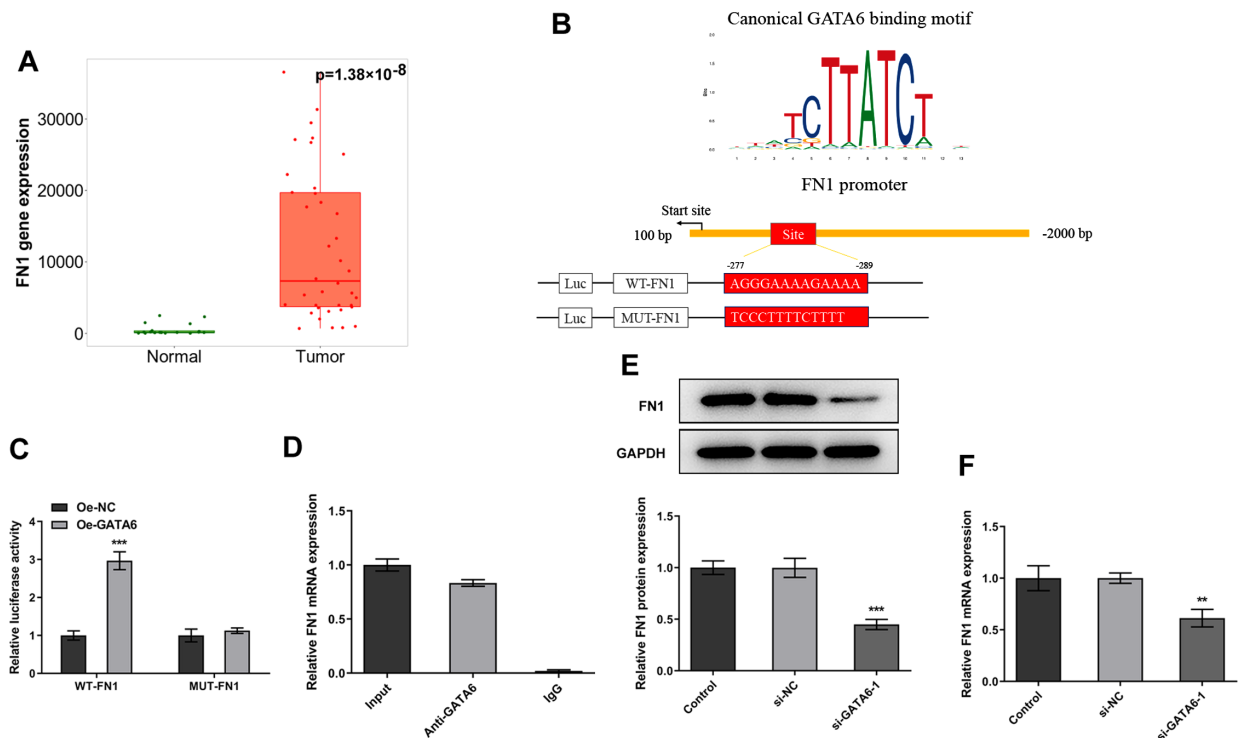 A
p=1.38×10-8
FN1 gene expression
30000
20000
10000
0
Normal
Tumor
B
Canonical GATA6 binding motif
TCTTATCT
FN1 promoter
Start site
100 bp
Site
-2000 bp
-277
-289
Luc
WT-FN1
AGGGAAAAGAAAA
Luc
MUT-FN1
TCCCTTTTCTTTT
C
Oe-NC
Oe-GATA6
Relative luciferase activity
4
3
2
1
0
***
WT-FN1
MUT-FN1
D
Relative FN1 mRNA expression
1.5
1.0
0.5
0.0
Input
Anti-GATA6
IgG
E
FN1
GAPDH
Relative FN1 protein expression
1.5
1.0
0.5
0.0
***
Control
si-NC
si-GATA6-1
F
Relative FN1 mRNA expression
1.5
1.0
0.5
0.0
**
Control
si-NC
si-GATA6-1